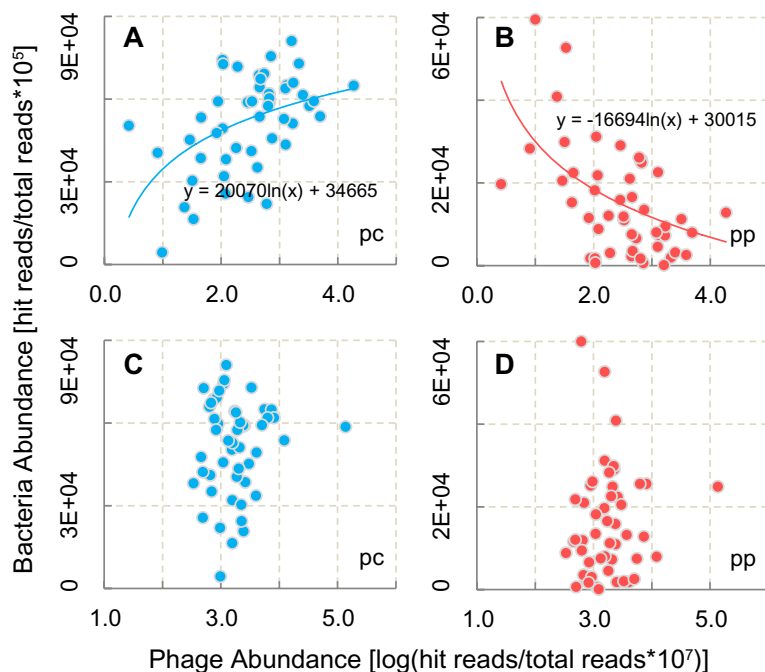 A
9E+04
3E+04
0
y = 20070ln(x) + 34665
pc
0.0
2.0
4.0
B
6E+04
2E+04
0
y = -16694ln(x) + 30015
pp
0.0
2.0
4.0
C
9E+04
3E+04
0
pc
1.0
3.0
5.0
D
6E+04
2E+04
0
pp
1.0
3.0
5.0
Bacteria Abundance [hit reads/total reads*10⁵]
Phage Abundance [log(hit reads/total reads*10⁷)]